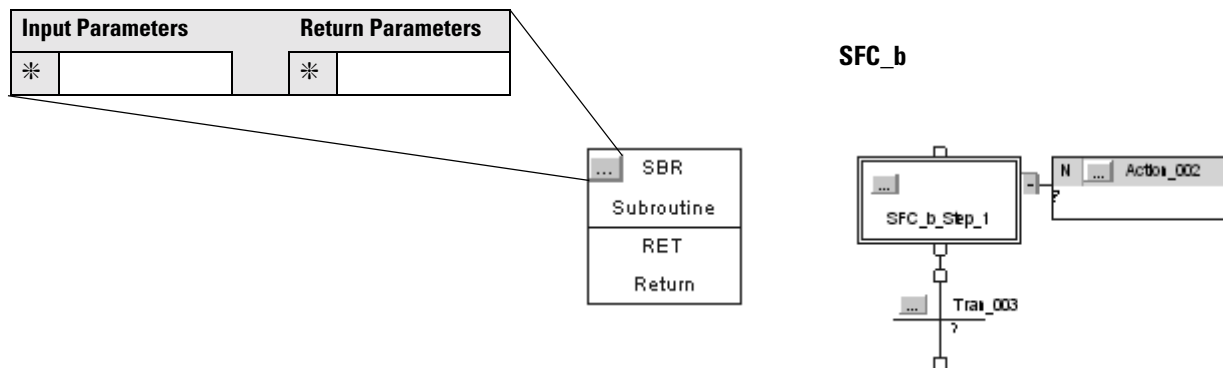 Input Parameters Return Parameters
SFC_b
... SBR
Subroutine
RET
Return
...
SFC_b_Step_1
N ... Action_002
?
... Tran_003
?